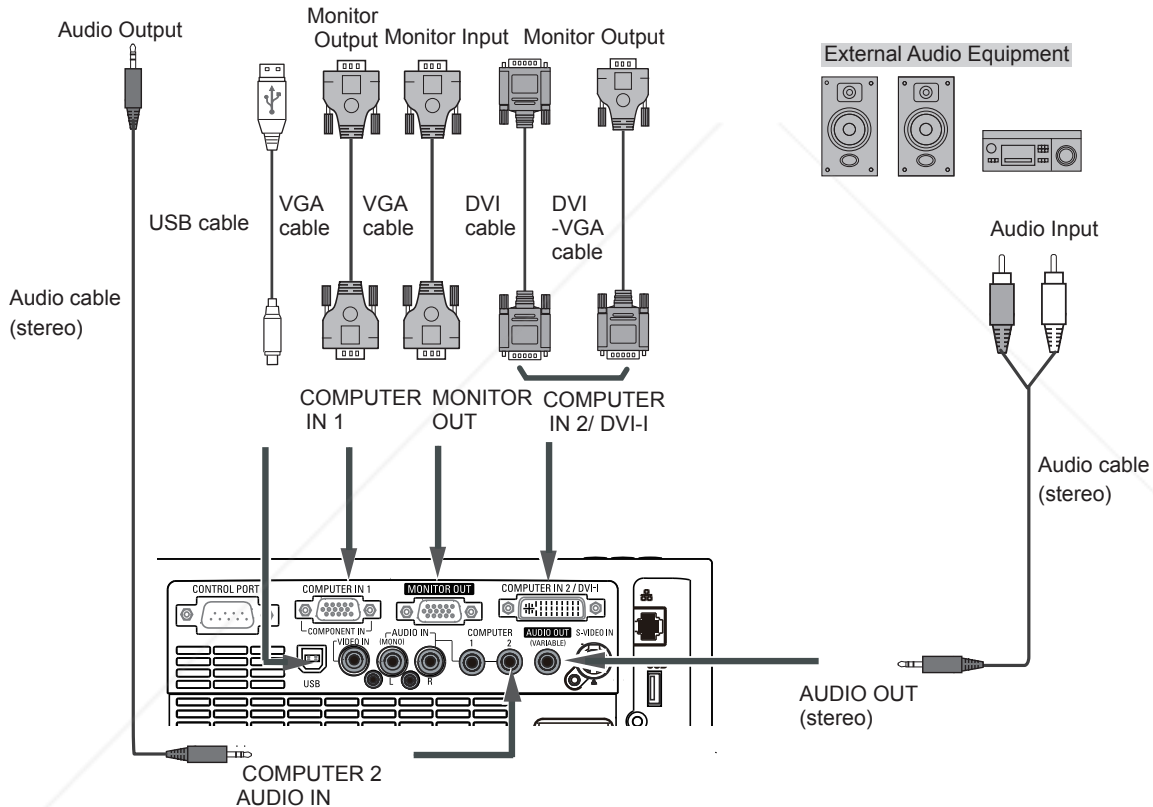 Audio Output
Monitor
Output
Monitor Input
Monitor Output
External Audio Equipment
USB cable
VGA
cable
VGA
cable
DVI
cable
DVI
-VGA
cable
Audio Input
Audio cable
(stereo)
Audio cable
(stereo)
COMPUTER
IN 1
MONITOR
OUT
COMPUTER
IN 2/ DVI-I
CONTROL PORT
COMPUTER IN 1
MONITOR OUT
COMPUTER IN 2 / DVI-I
COMPONENT IN
VIDEO IN
AUDIO IN
(MONO)
COMPUTER
1
2
AUDIO OUT
(VARIABLE)
S-VIDEO IN
USB
L
R
AUDIO OUT
(stereo)
COMPUTER 2
AUDIO IN